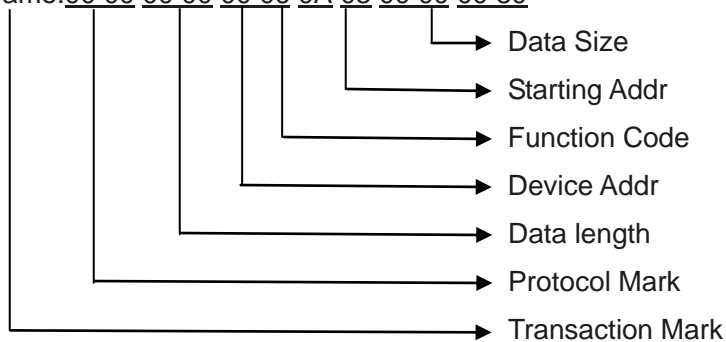 Data Size
Starting Addr
Function Code
Device Addr
Data length
Protocol Mark
Transaction Mark